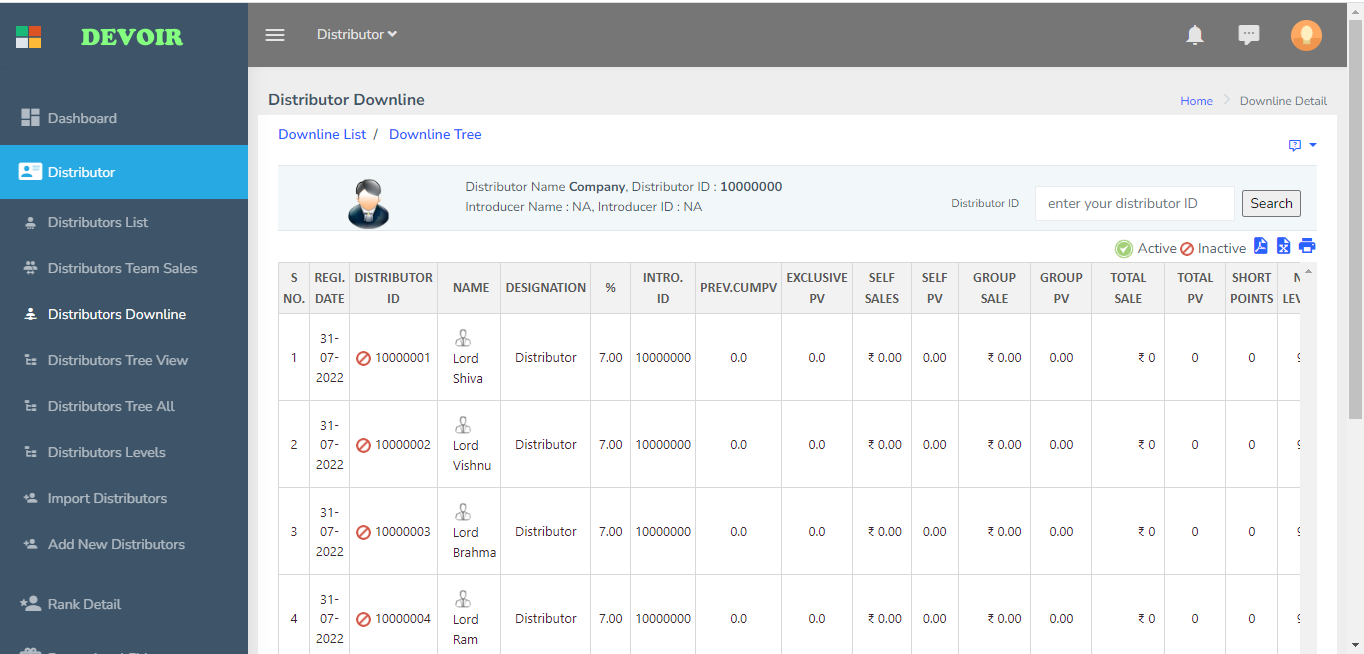 DEVOIR
Distributor
Dashboard
Distributor
Distributors List
Distributors Team Sales
Distributors Downline
Distributors Tree View
Distributors Tree All
Distributors Levels
Import Distributors
Add New Distributors
Rank Detail
Distributor Downline
Home > Downline Detail
Downline List / Downline Tree
Distributor Name Company, Distributor ID : 10000000
Introducer Name : NA, Introducer ID : NA
Distributor ID enter your distributor ID Search
Active Inactive
S NO. REGI. DATE DISTRIBUTOR ID NAME DESIGNATION % INTRO. ID PREV.CUMPV EXCLUSIVE PV SELF SALES SELF PV GROUP SALE GROUP PV TOTAL SALE TOTAL PV SHORT POINTS
1 31-07-2022 10000001 Lord Shiva Distributor 7.00 10000000 0.0 0.0 ₹ 0.00 0.00 ₹ 0.00 0.00 ₹ 0 0 0
2 31-07-2022 10000002 Lord Vishnu Distributor 7.00 10000000 0.0 0.0 ₹ 0.00 0.00 ₹ 0.00 0.00 ₹ 0 0 0
3 31-07-2022 10000003 Lord Brahma Distributor 7.00 10000000 0.0 0.0 ₹ 0.00 0.00 ₹ 0.00 0.00 ₹ 0 0 0
4 31-07-2022 10000004 Lord Ram Distributor 7.00 10000000 0.0 0.0 ₹ 0.00 0.00 ₹ 0.00 0.00 ₹ 0 0 0